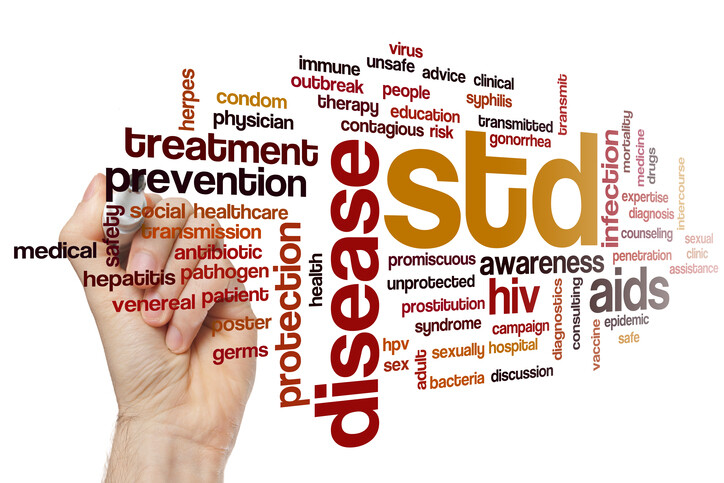 virus
immune
unsafe
advice
clinical
outbreak
people
syphilis
transmit
herpes
condom
therapy
education
physician
contagious
risk
transmitted
gonorrhea
treatment
prevention
disease
std
infection
mortality
medicine
drugs
intercourse
expertise
diagnosis
counseling
sexual
penetration
clinic
assistance
social
healthcare
safety
transmission
medical
antibiotic
hepatitis
pathogen
venereal
patient
poster
germs
protection
health
promiscuous
awareness
unprotected
hiv
aids
prostitution
syndrome
campaign
diagnostics
consulting
epidemic
vaccine
safe
hpv
sex
adult
sexually
hospital
bacteria
discussion